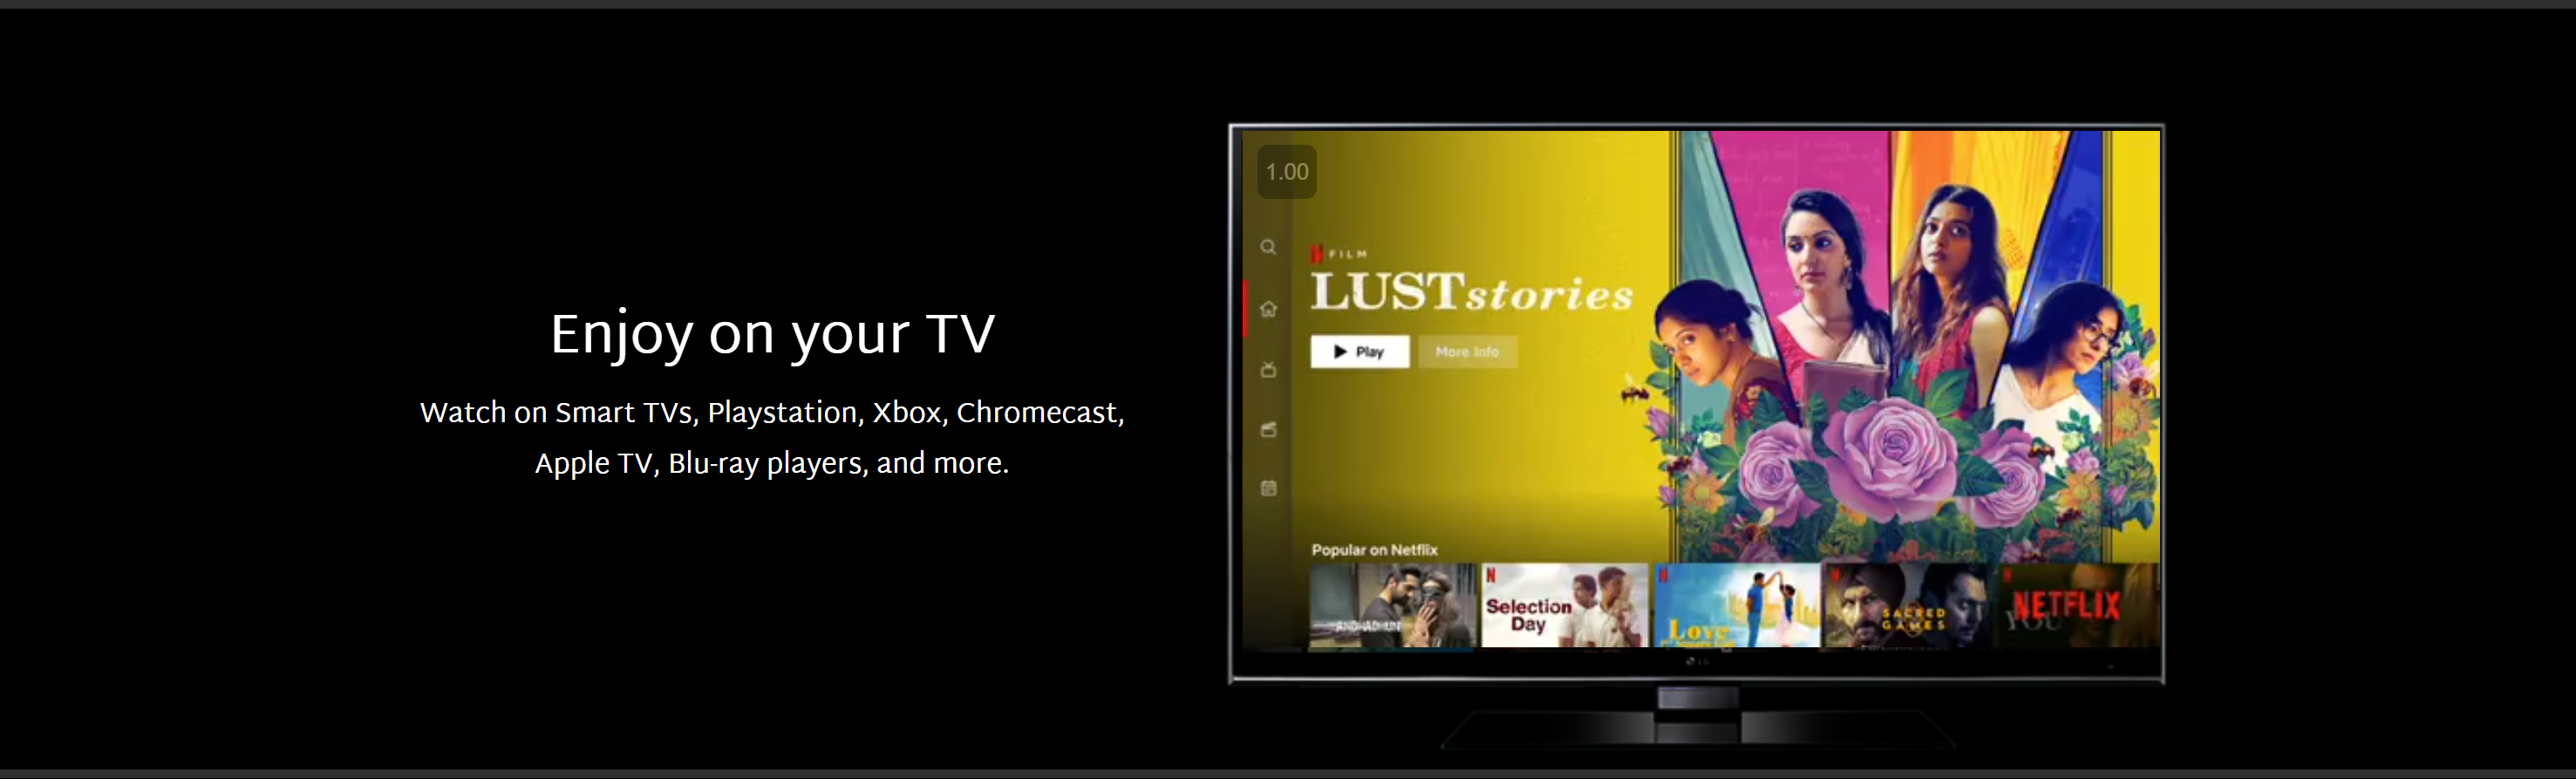 Enjoy on your TV
Watch on Smart TVs, Playstation, Xbox, Chromecast,
Apple TV, Blu-ray players, and more.
1.00
FILM
LUST stories
Play
More Info
Popular on Netflix
ANDHADHUN
Selection
Day
Love
SACRED
GAMES
NETFLIX
YOU
LG